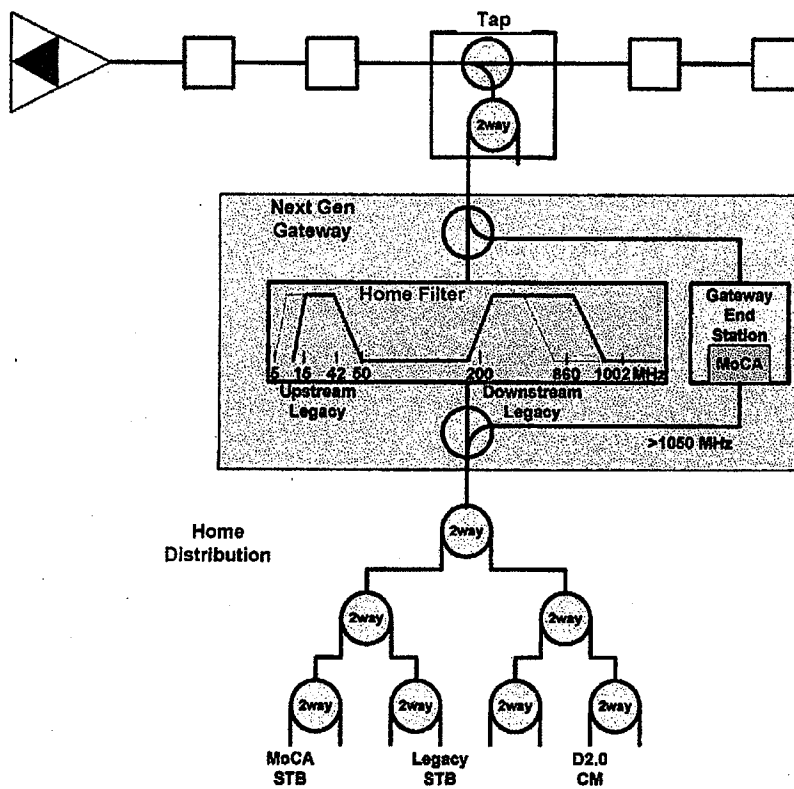 Tap
2way
Next Gen
Gateway
Home Filter
Gateway
End
Station
MoCA
5 15 42 50 200 860 1002 MHz
Upstream
Legacy
Downstream
Legacy
>1050 MHz
Home
Distribution
2way
2way
2way
2way
2way
2way
2way
MoCA
STB
Legacy
STB
D2.0
CM